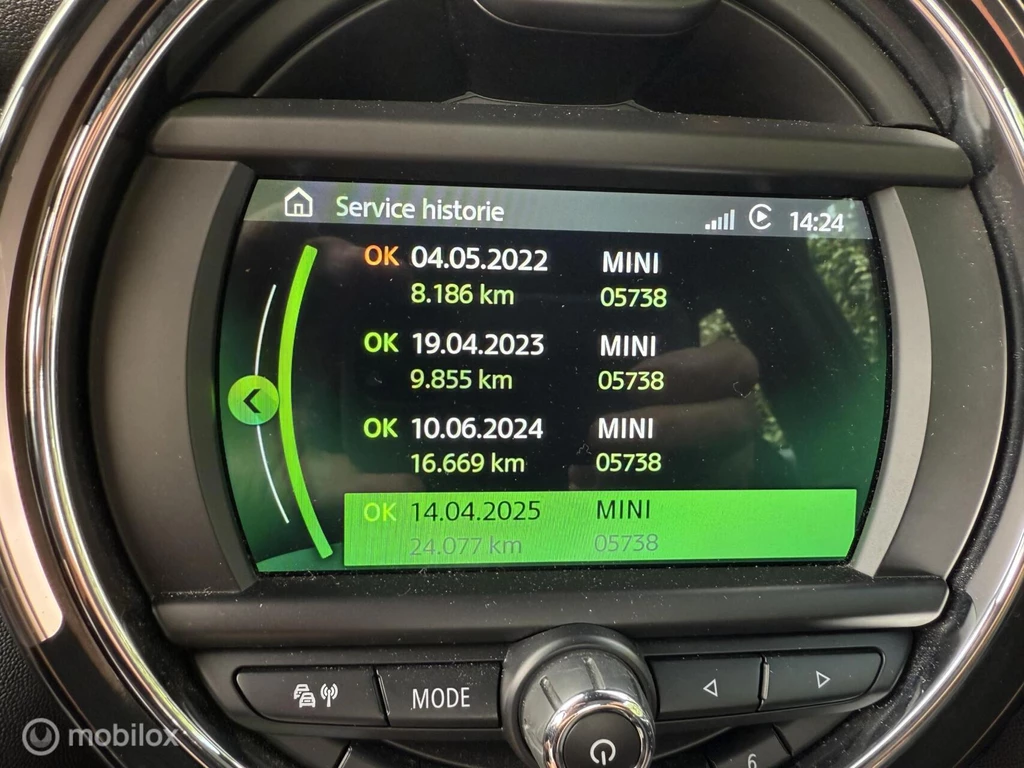 Service historie 14:24
OK 04.05.2022 MINI
8.186 km 05738
OK 19.04.2023 MINI
9.855 km 05738
OK 10.06.2024 MINI
16.669 km 05738
OK 14.04.2025 MINI
24.077 km 05738
MODE
6
mobilox